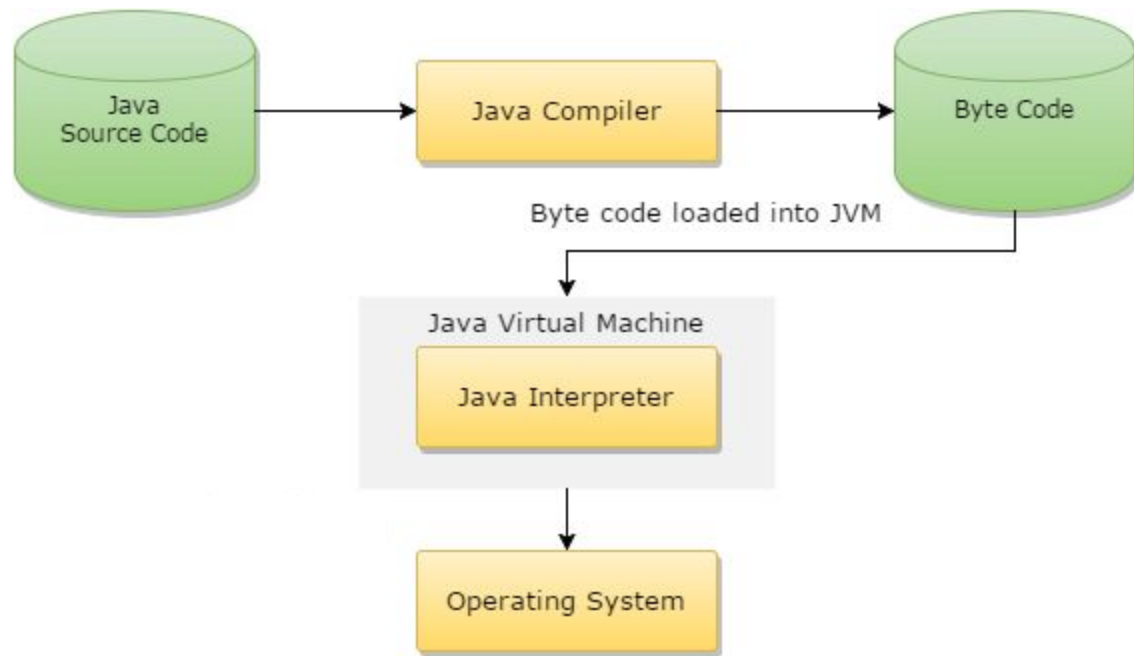 Java
Source Code
Java Compiler
Byte Code
Byte code loaded into JVM
Java Virtual Machine
Java Interpreter
Operating System